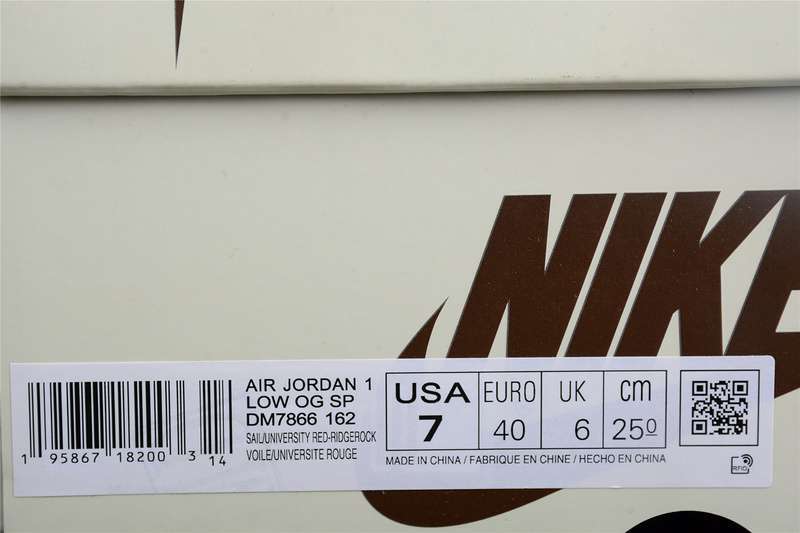 NIKE
AIR JORDAN 1
LOW OG SP
DM7866 162
SAIL/UNIVERSITY RED-RIDGEROCK
VOILE/UNIVERSITE ROUGE
1 95867 18200 3 14
USA EURO UK cm
7 40 6 25º
MADE IN CHINA / FABRIQUE EN CHINE / HECHO EN CHINA
RFID